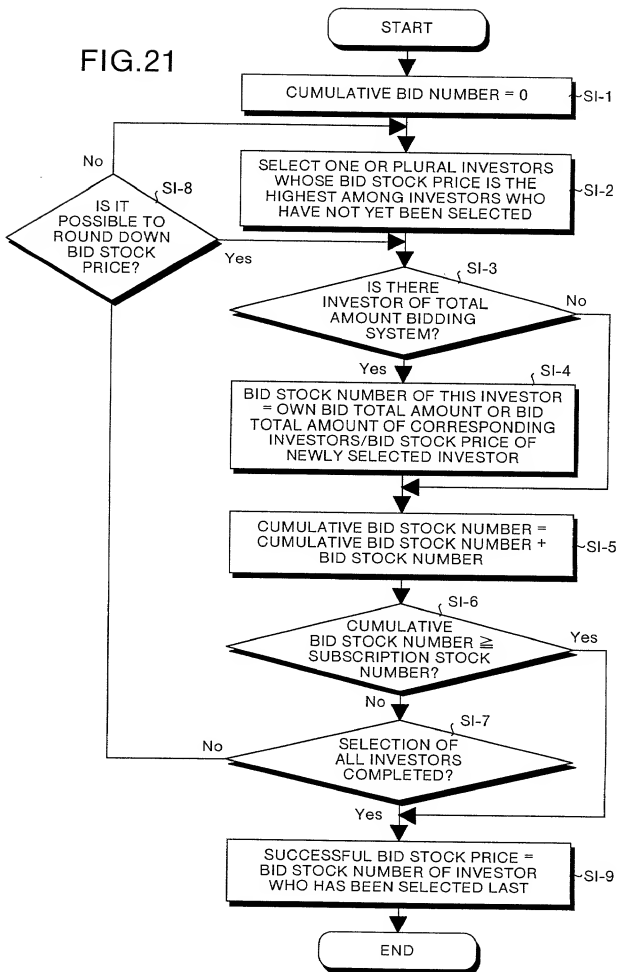 START
FIG.21
CUMULATIVE BID NUMBER = 0
SI-1
No
SELECT ONE OR PLURAL INVESTORS
WHOSE BID STOCK PRICE IS THE
HIGHEST AMONG INVESTORS WHO
HAVE NOT YET BEEN SELECTED
SI-2
SI-8
IS IT
POSSIBLE TO
ROUND DOWN
BID STOCK
PRICE?
Yes
SI-3
IS THERE
INVESTOR OF TOTAL
AMOUNT BIDDING
SYSTEM?
No
Yes
SI-4
BID STOCK NUMBER OF THIS INVESTOR
= OWN BID TOTAL AMOUNT OR BID
TOTAL AMOUNT OF CORRESPONDING
INVESTORS/BID STOCK PRICE OF
NEWLY SELECTED INVESTOR
CUMULATIVE BID STOCK NUMBER =
CUMULATIVE BID STOCK NUMBER +
BID STOCK NUMBER
SI-5
SI-6
CUMULATIVE
BID STOCK NUMBER ≧
SUBSCRIPTION STOCK
NUMBER?
Yes
No
SI-7
SELECTION OF
ALL INVESTORS
COMPLETED?
No
Yes
SUCCESSFUL BID STOCK PRICE =
BID STOCK NUMBER OF INVESTOR
WHO HAS BEEN SELECTED LAST
SI-9
END